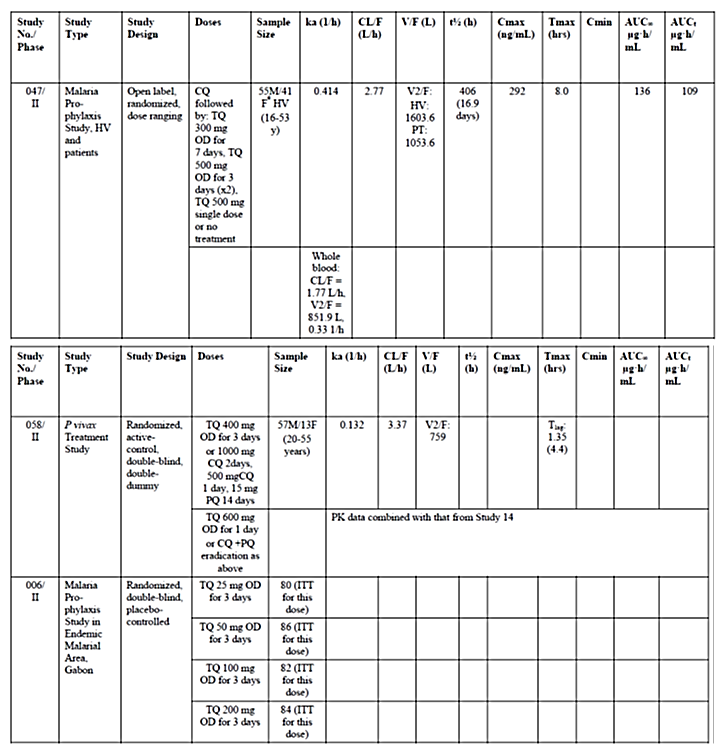 Study No./ Phase
Study Type
Study Design
Doses
Sample Size
ka (1/h)
CL/F (L/h)
V/F (L)
t½ (h)
Cmax (ng/mL)
Tmax (hrs)
Cmin
AUC∞ µg·h/ mL
AUCt µg·h/ mL
047/ II
Malaria Pro- phylaxis Study, HV and patients
Open label, randomized, dose ranging
CQ followed by: TQ 300 mg OD for 7 days, TQ 500 mg OD for 3 days (x2), TQ 500 mg single dose or no treatment
55M/41 F* HV (16-53 y)
0.414
2.77
V2/F: HV: 1603.6 PT: 1053.6
406 (16.9 days)
292
8.0
136
109
Whole blood: CL/F = 1.77 L/h, V2/F = 851.9 L, 0.33 1/h
Study No./ Phase
Study Type
Study Design
Doses
Sample Size
ka (1/h)
CL/F (L/h)
V/F (L)
t½ (h)
Cmax (ng/mL)
Tmax (hrs)
Cmin
AUC∞ µg·h/ mL
AUCt µg·h/ mL
058/ II
P vivax Treatment Study
Randomized, active- control, double-blind, double- dummy
TQ 400 mg OD for 3 days or 1000 mg CQ 2days, 500 mgCQ 1 day, 15 mg PQ 14 days
57M/13F (20-55 years)
0.132
3.37
V2/F: 759
Tlag: 1.35 (4.4)
TQ 600 mg OD for 1 day or CQ +PQ eradication as above
PK data combined with that from Study 14
006/ II
Malaria Pro- phylaxis Study in Endemic Malarial Area, Gabon
Randomized, double-blind, placebo- controlled
TQ 25 mg OD for 3 days
80 (ITT for this dose)
TQ 50 mg OD for 3 days
86 (ITT for this dose)
TQ 100 mg OD for 3 days
82 (ITT for this dose)
TQ 200 mg OD for 3 days
84 (ITT for this dose)